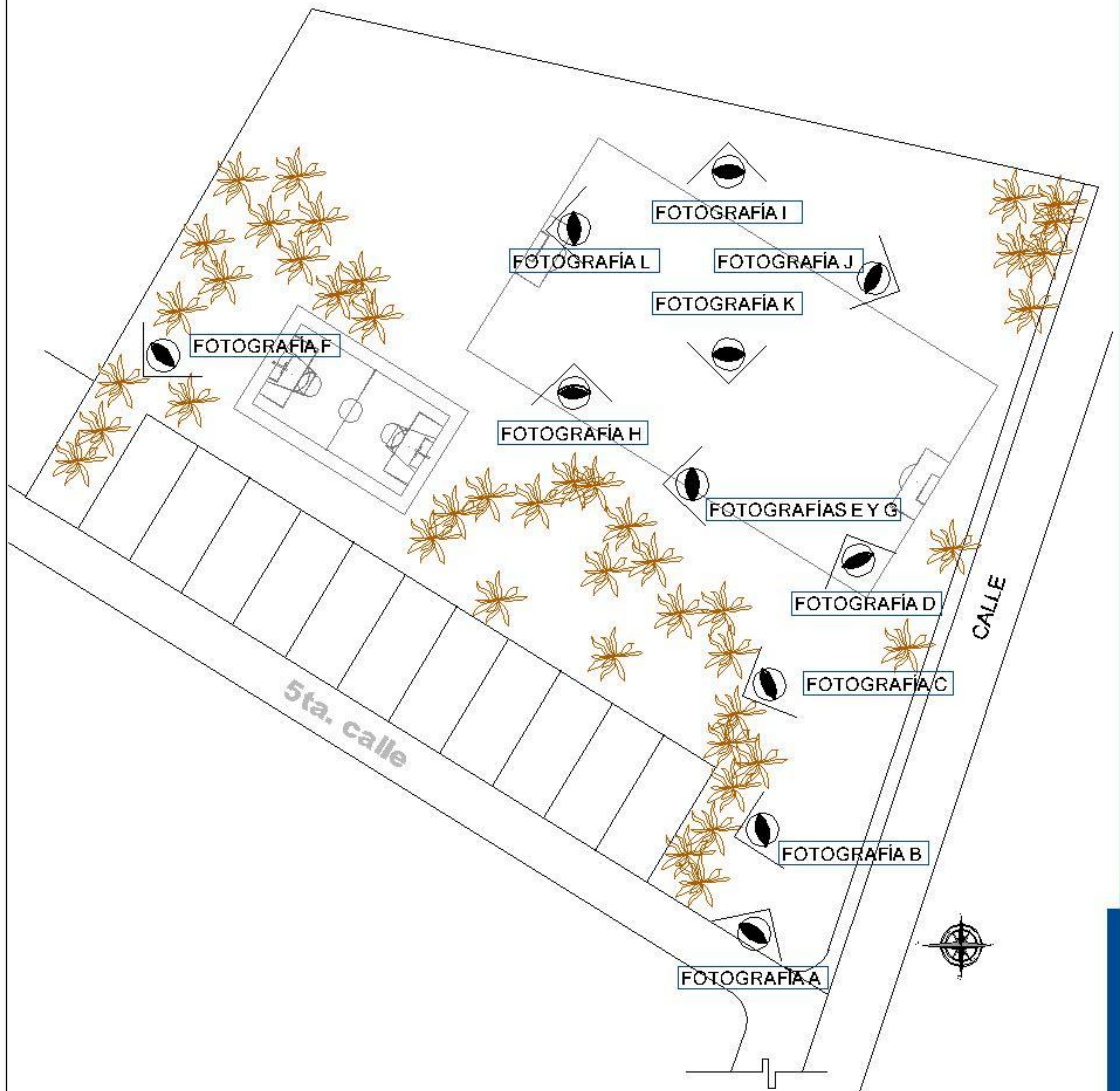 FOTOGRAFÍA I
FOTOGRAFÍA L
FOTOGRAFÍA J
FOTOGRAFÍA K
FOTOGRAFÍA F
FOTOGRAFÍA H
FOTOGRAFÍAS E Y G
FOTOGRAFÍA D
CALLE
FOTOGRAFÍA C
5ta. calle
FOTOGRAFÍA B
FOTOGRAFÍA A